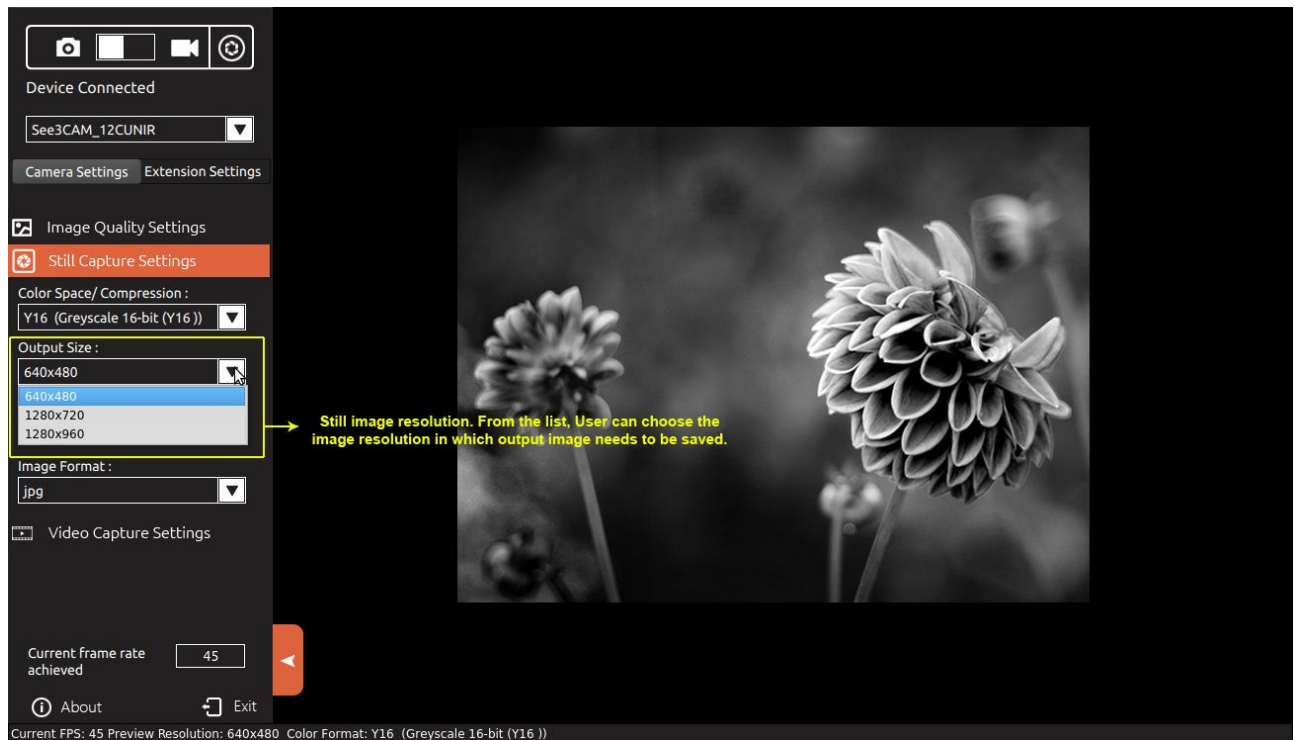 Device Connected
See3CAM_12CUNIR
Camera Settings Extension Settings
Image Quality Settings
Still Capture Settings
Color Space/ Compression :
Y16 (Greyscale 16-bit (Y16 ))
Output Size :
640x480
640x480
1280x720
1280x960
Still image resolution. From the list, User can choose the
image resolution in which output image needs to be saved.
Image Format :
jpg
Video Capture Settings
Current frame rate
achieved
45
About
Exit
Current FPS: 45 Preview Resolution: 640x480 Color Format: Y16 (Greyscale 16-bit (Y16 ))